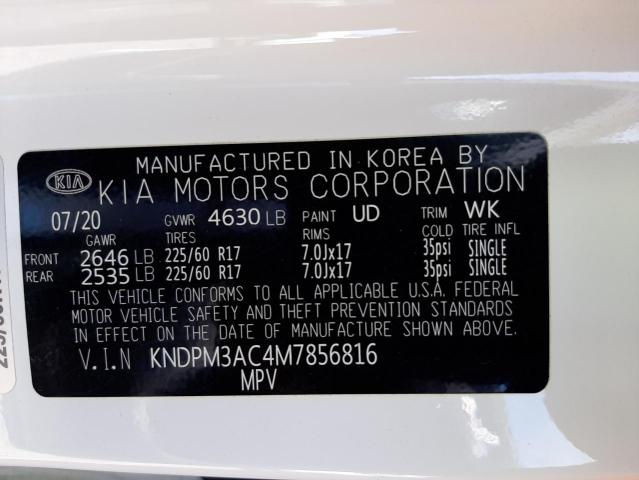 MANUFACTURED IN KOREA BY
KIA KIA MOTORS CORPORATION
07/20 GVWR 4630 LB PAINT UD TRIM WK
GAWR TIRES RIMS COLD TIRE INFL
FRONT 2646 LB 225/60 R17 7.0Jx17 35psi SINGLE
REAR 2535 LB 225/60 R17 7.0Jx17 35psi SINGLE
THIS VEHICLE CONFORMS TO ALL APPLICABLE U.S.A. FEDERAL
MOTOR VEHICLE SAFETY AND THEFT PREVENTION STANDARDS
IN EFFECT ON THE DATE OF MANUFACTURE SHOWN ABOVE.
V.I.N KNDPM3AC4M7856816
MPV